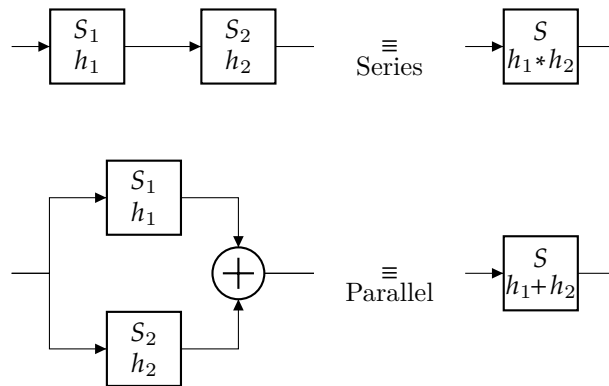 S₁
h₁
S₂
h₂
≡
Series
S
h₁*h₂
S₁
h₁
+
S₂
h₂
≡
Parallel
S
h₁+h₂